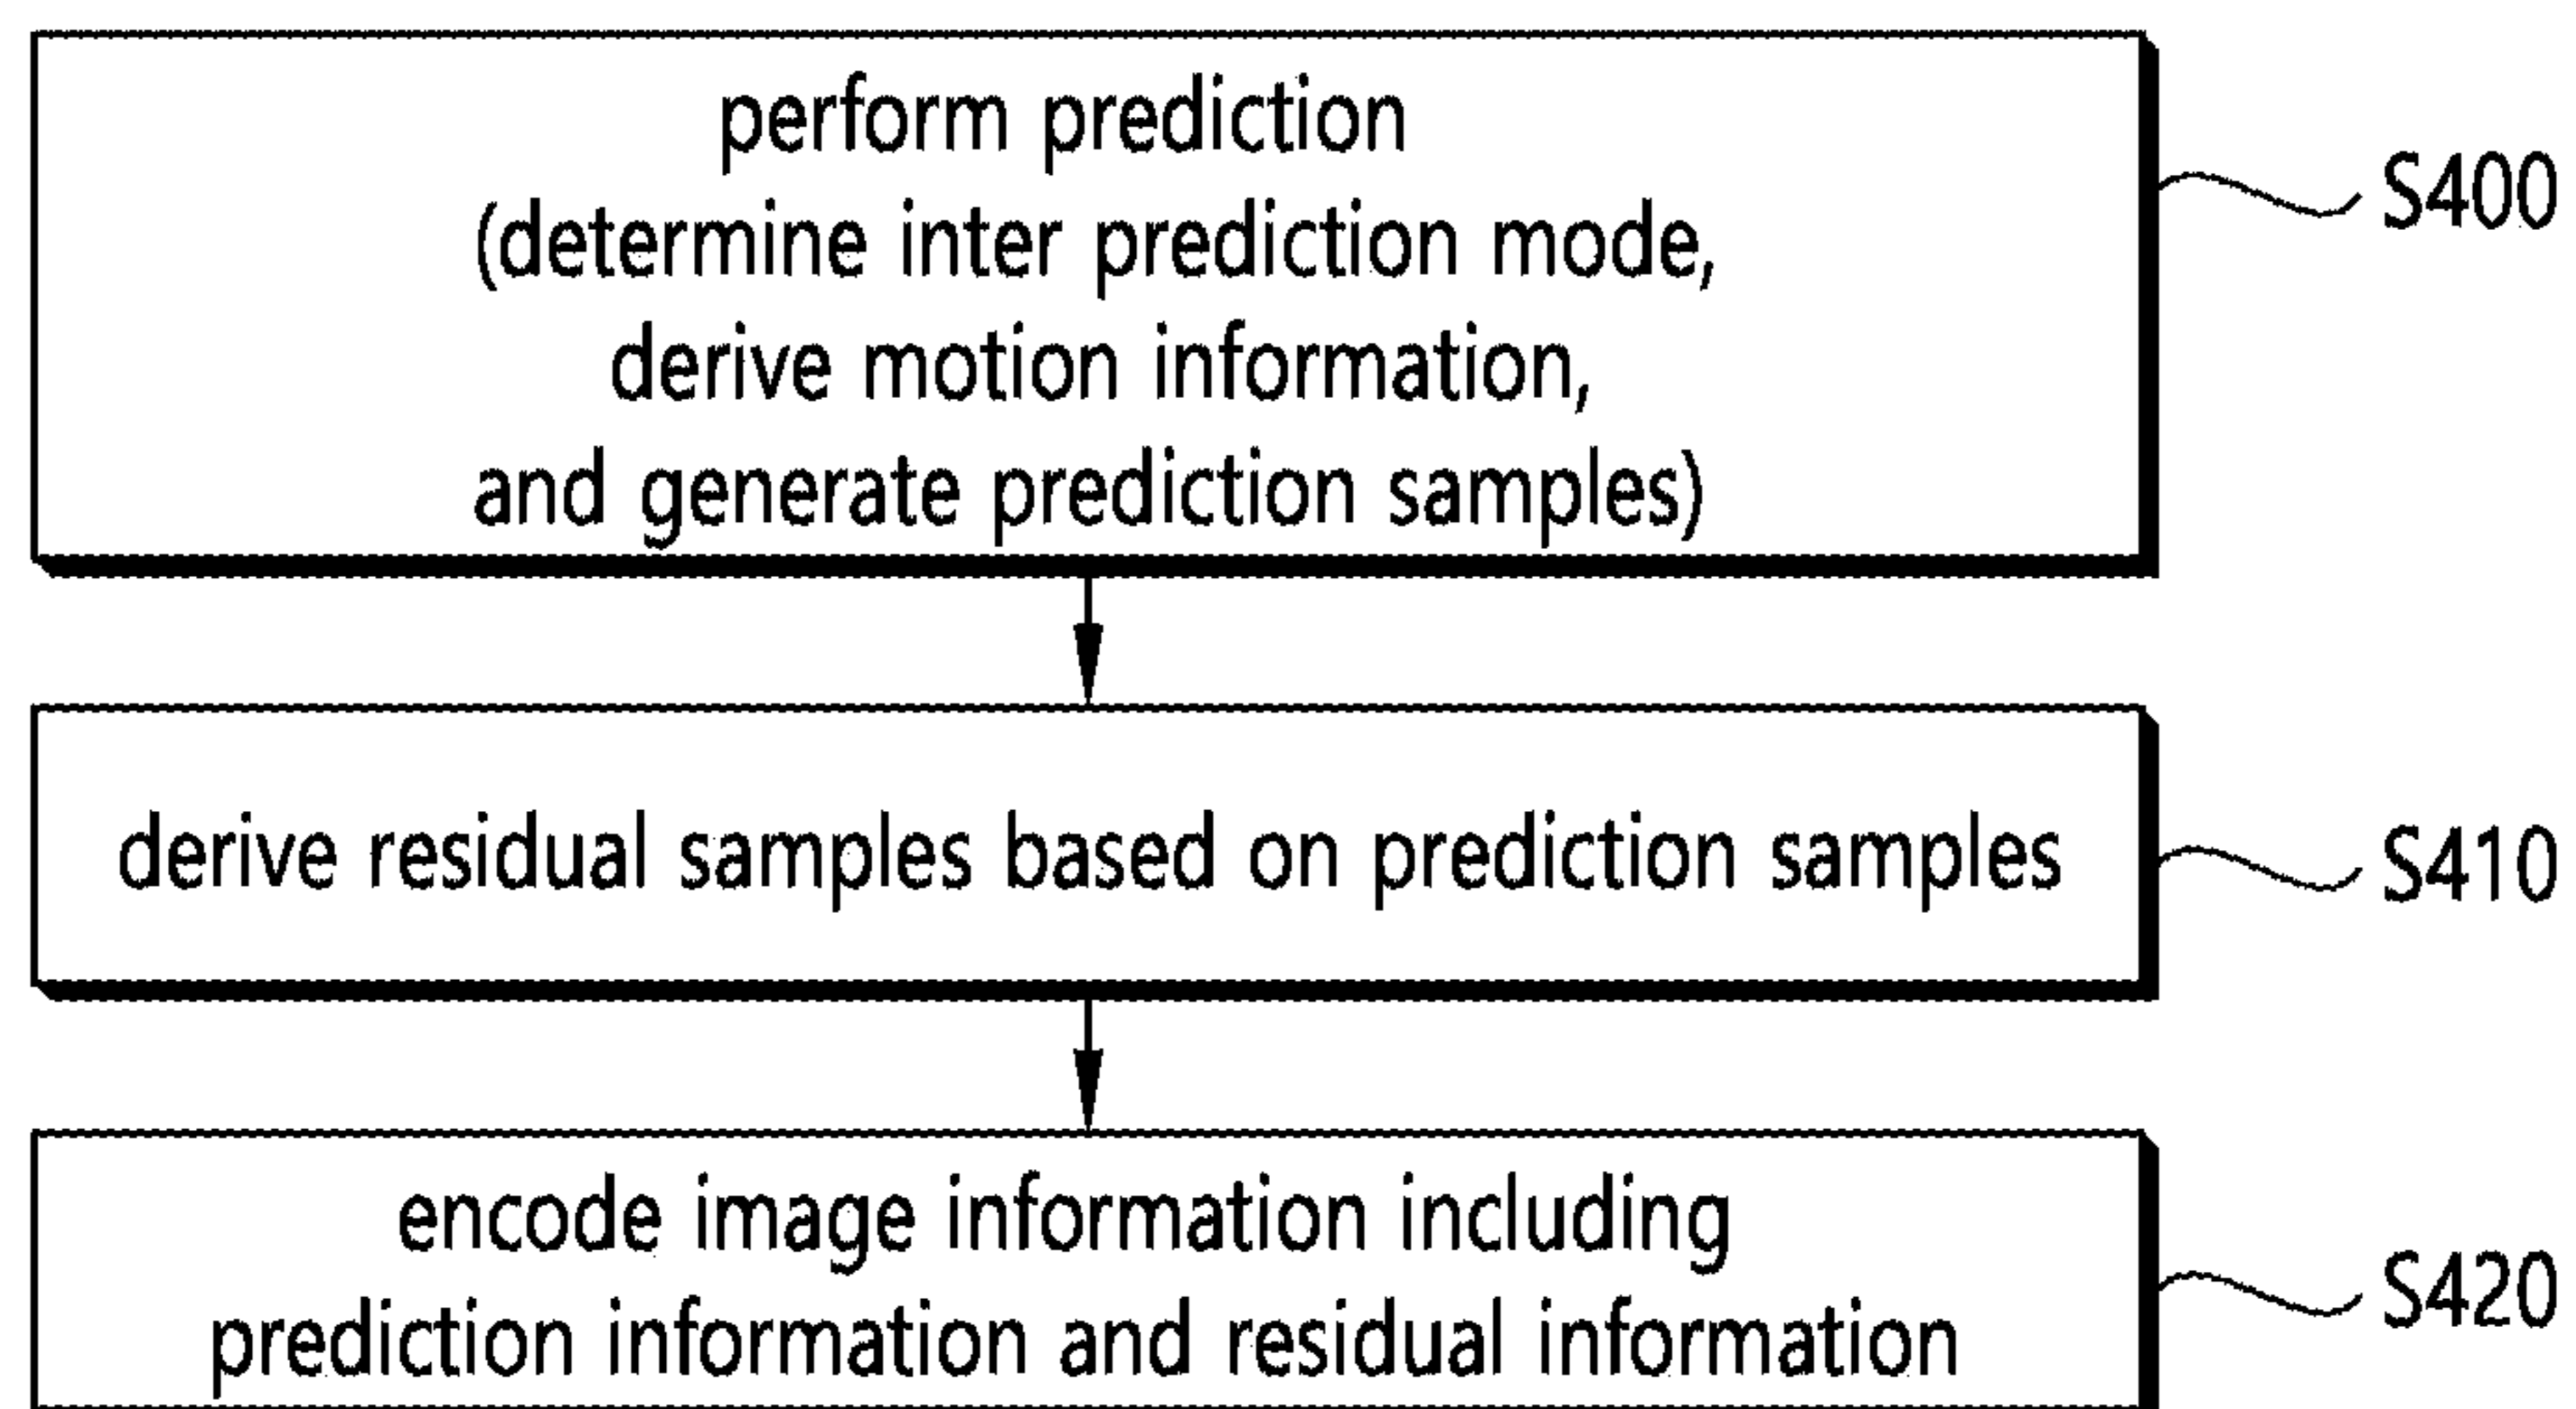 perform prediction
(determine inter prediction mode,
derive motion information,
and generate prediction samples)
S400
derive residual samples based on prediction samples
S410
encode image information including
prediction information and residual information
S420